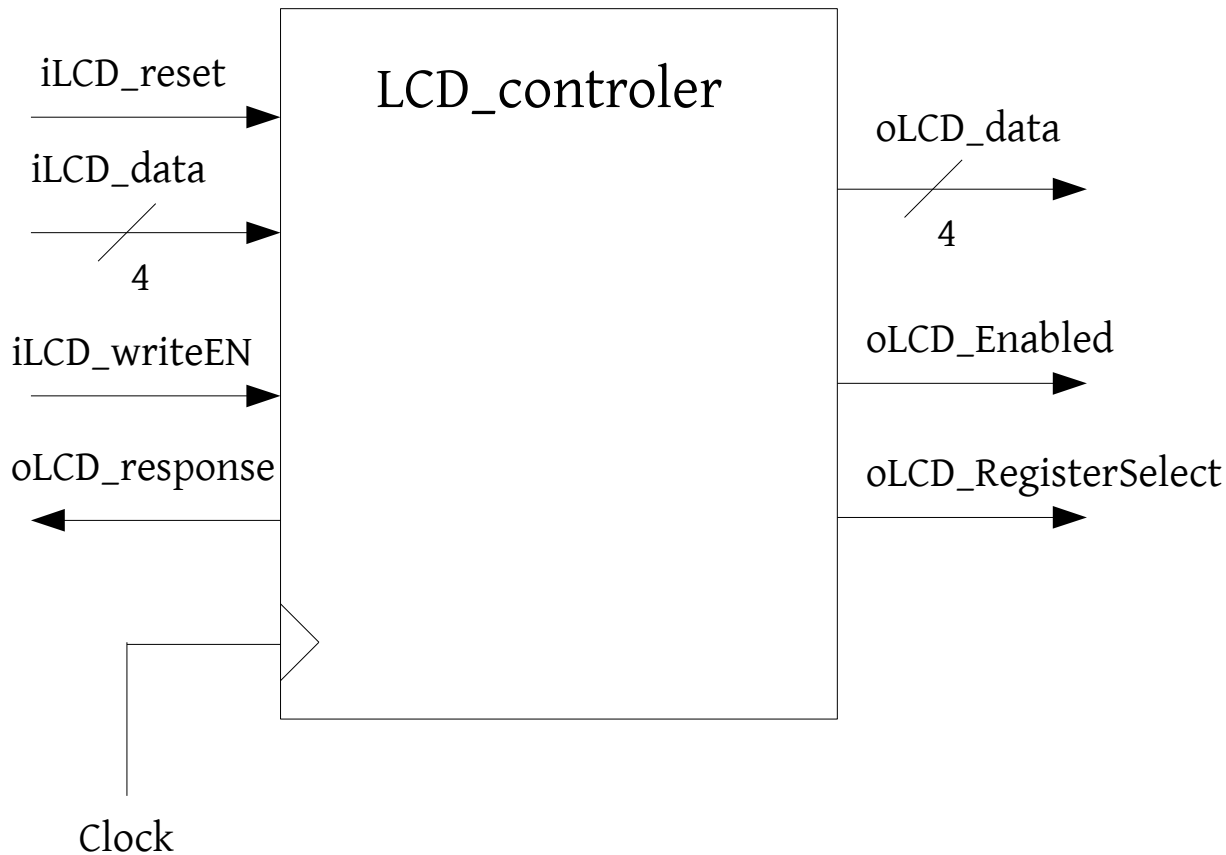 LCD_controler
iLCD_reset
iLCD_data
4
iLCD_writeEN
oLCD_response
Clock
oLCD_data
4
oLCD_Enabled
oLCD_RegisterSelect